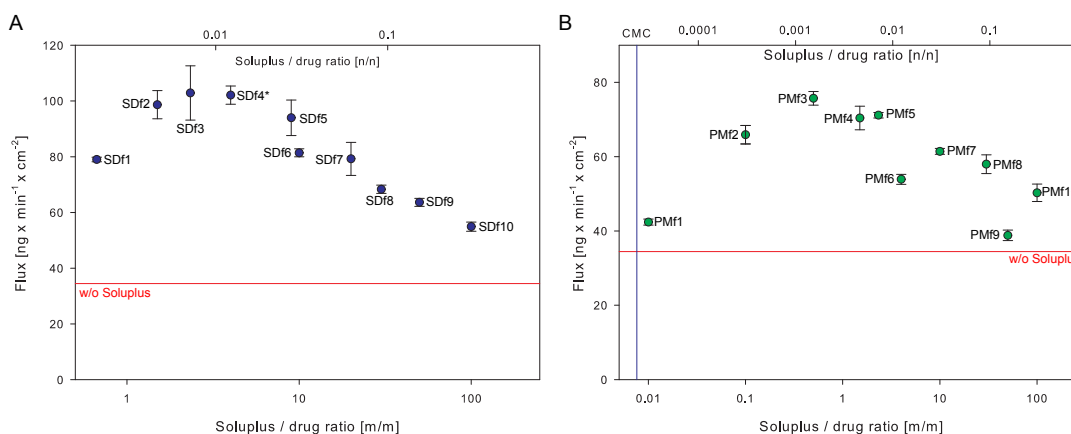 A
0.01 0.1
Soluplus / drug ratio [n/n]
120
100
80
60
40
20
0
Flux [ng x min⁻¹ x cm⁻²]
SDf1
SDf2
SDf3
SDf4*
SDf5
SDf6
SDf7
SDf8
SDf9
SDf10
w/o Soluplus
1 10 100
Soluplus / drug ratio [m/m]
B
CMC 0.0001 0.001 0.01 0.1
Soluplus / drug ratio [n/n]
80
60
40
20
0
Flux [ng x min⁻¹ x cm⁻²]
PMf1
PMf2
PMf3
PMf4
PMf5
PMf6
PMf7
PMf8
PMf9
PMf1
w/o Soluplu
0.01 0.1 1 10 100
Soluplus / drug ratio [m/m]